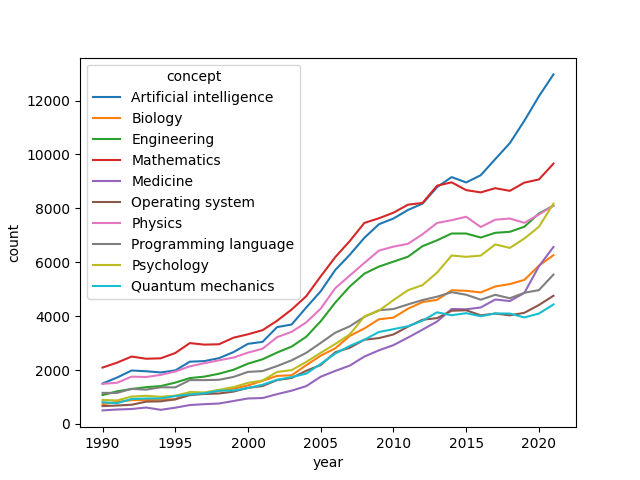 concept
Artificial intelligence
Biology
Engineering
Mathematics
Medicine
Operating system
Physics
Programming language
Psychology
Quantum mechanics
12000
10000
8000
6000
4000
2000
0
count
1990 1995 2000 2005 2010 2015 2020
year